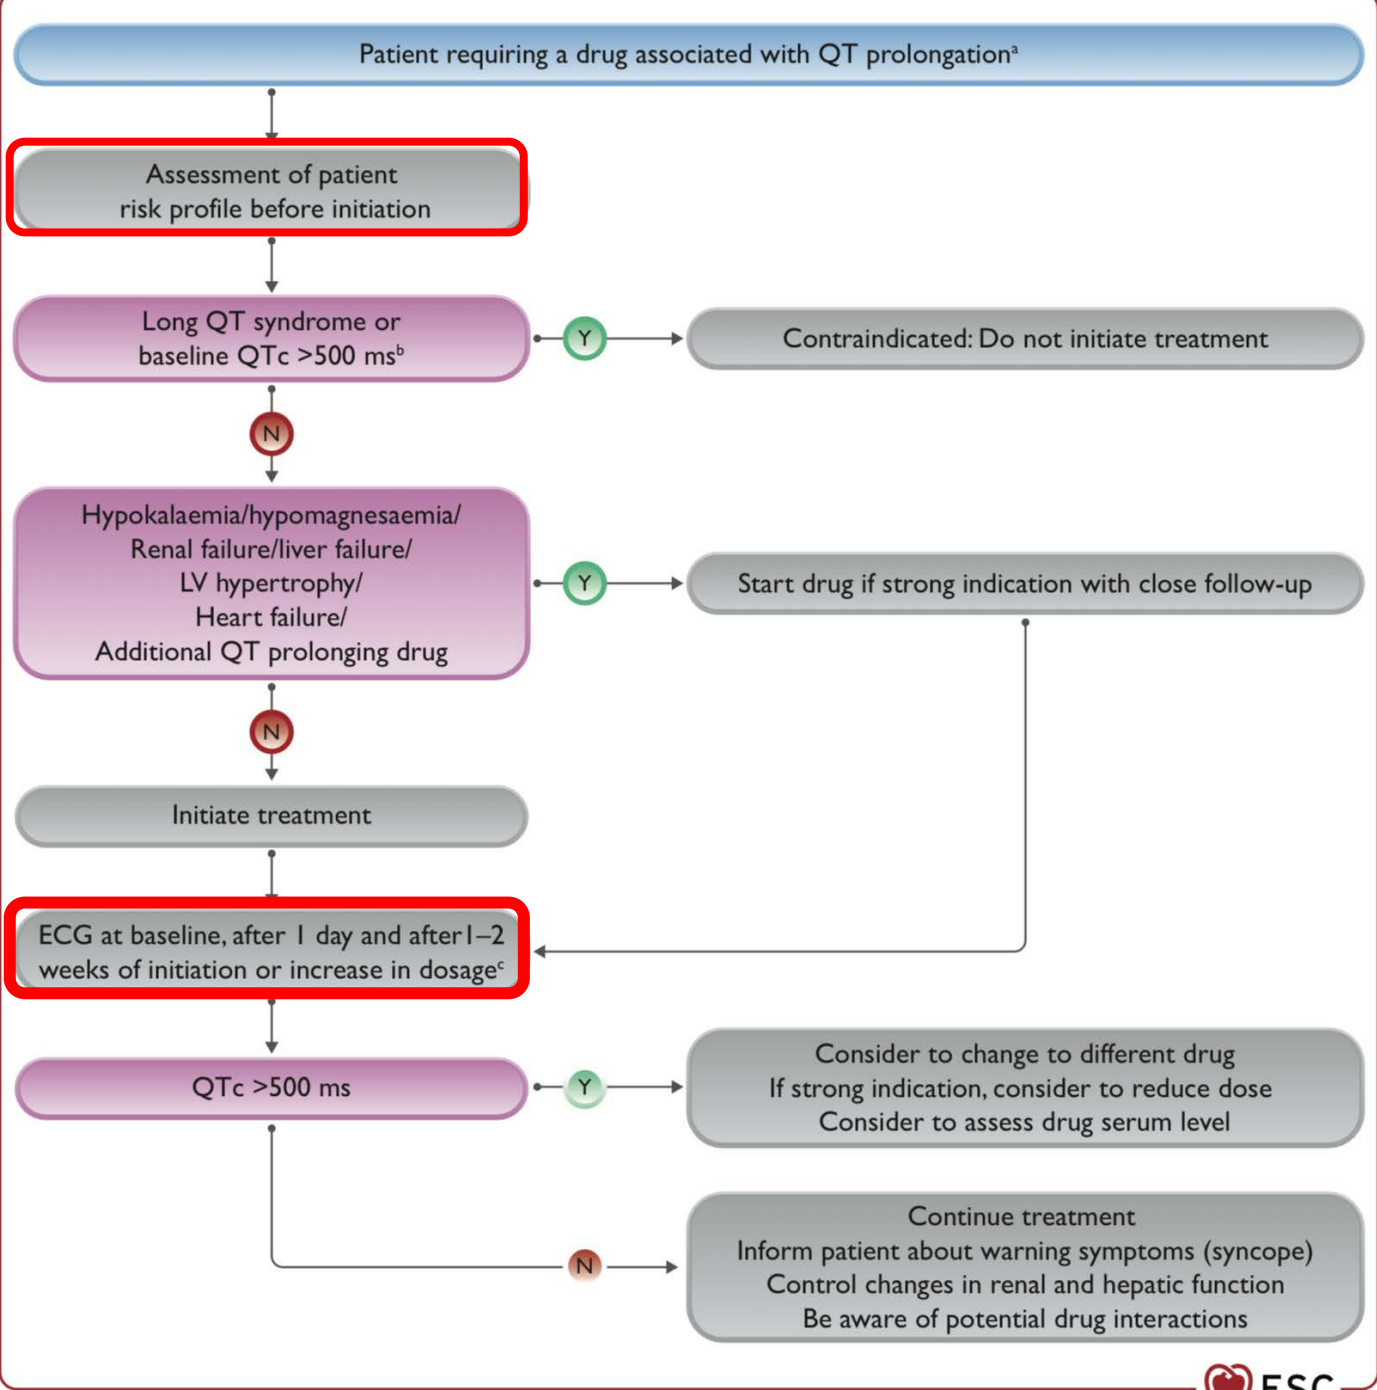 Patient requiring a drug associated with QT prolongationᵃ
Assessment of patient
risk profile before initiation
Long QT syndrome or
baseline QTc >500 msᵇ
Y
Contraindicated: Do not initiate treatment
N
Hypokalaemia/hypomagnesaemia/
Renal failure/liver failure/
LV hypertrophy/
Heart failure/
Additional QT prolonging drug
Y
Start drug if strong indication with close follow-up
N
Initiate treatment
ECG at baseline, after 1 day and after1–2
weeks of initiation or increase in dosageᶜ
QTc >500 ms
Y
Consider to change to different drug
If strong indication, consider to reduce dose
Consider to assess drug serum level
N
Continue treatment
Inform patient about warning symptoms (syncope)
Control changes in renal and hepatic function
Be aware of potential drug interactions
ESC